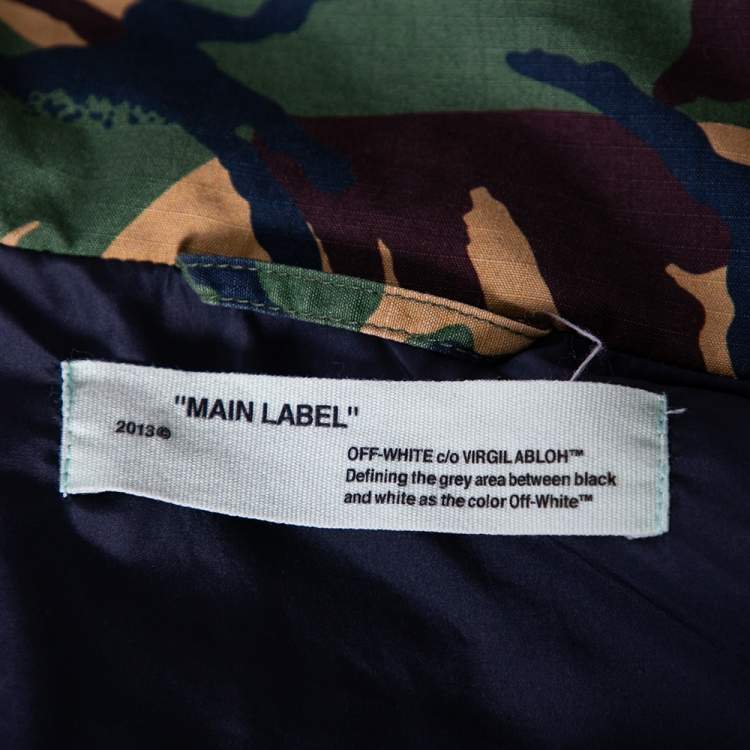 "MAIN LABEL"
2013©
OFF-WHITE c/o VIRGIL ABLOH™
Defining the grey area between black
and white as the color Off-White™